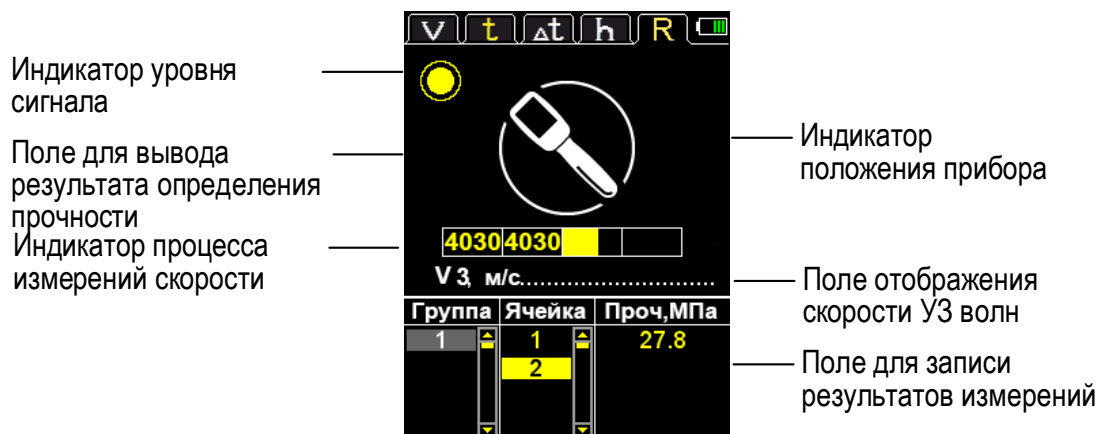 V t Δt h R
Индикатор уровня
сигнала
Поле для вывода
результата определения
прочности
Индикатор процесса
измерений скорости
Индикатор
положения прибора
4030 4030
V 3, м/с..............................
Поле отображения
скорости УЗ волн
Группа Ячейка Проч,МПа
1 1 27.8
2
Поле для записи
результатов измерений